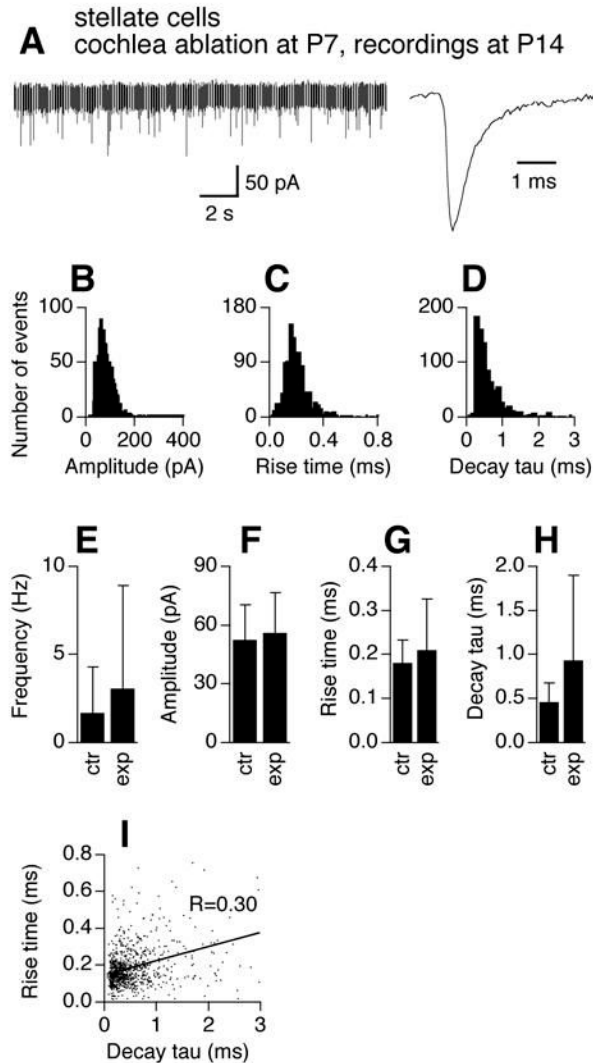 A stellate cells
cochlea ablation at P7, recordings at P14
50 pA
2 s
1 ms
B C D
Number of events
100
50
0
0 200 400
Amplitude (pA)
180
90
0
0.0 0.4 0.8
Rise time (ms)
200
100
0
0 1 2 3
Decay tau (ms)
E F G H
Frequency (Hz)
10
5
0
ctr exp
Amplitude (pA)
90
60
30
0
ctr exp
Rise time (ms)
0.4
0.3
0.2
0.1
0.0
ctr exp
Decay tau (ms)
2.0
1.5
1.0
0.5
0.0
ctr exp
I
Rise time (ms)
0.8
0.6
0.4
0.2
0.0
R=0.30
0 1 2 3
Decay tau (ms)